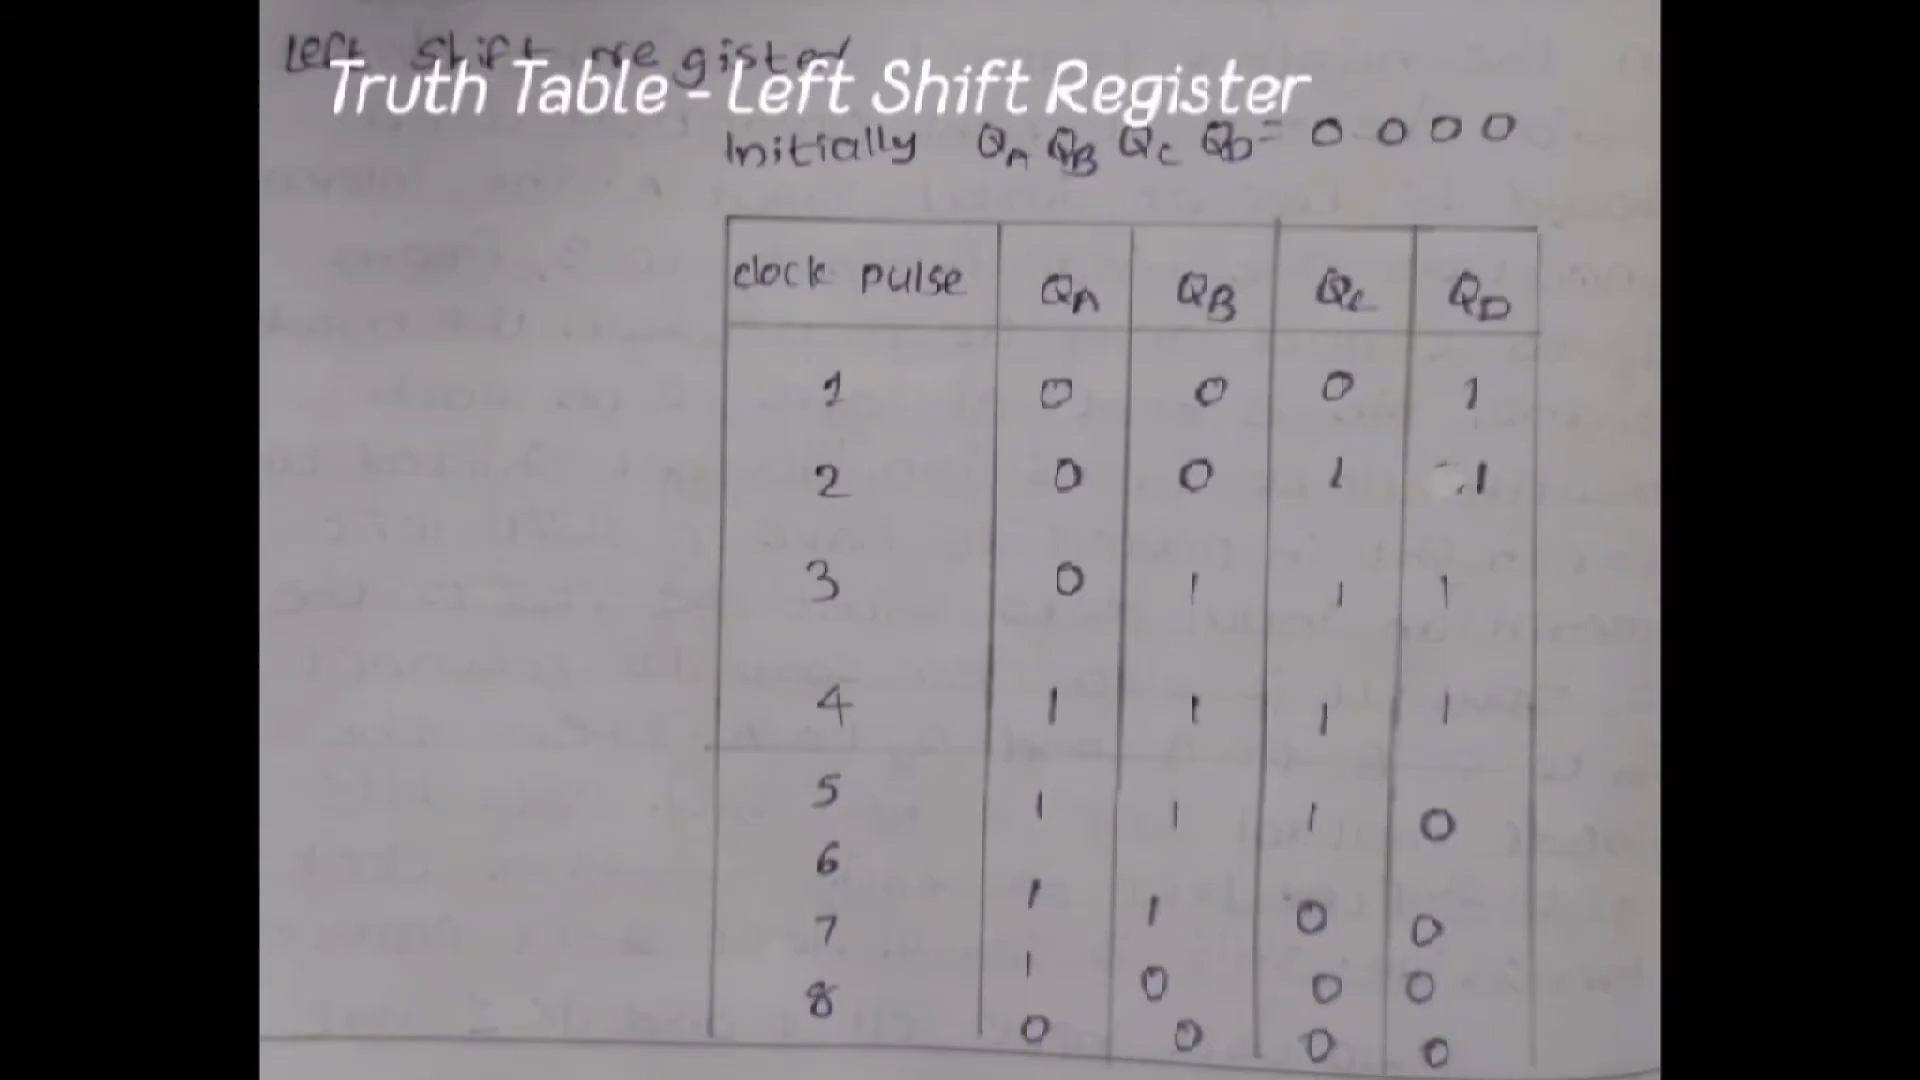 Left shift register
Truth Table - Left Shift Register
Initially QA QB QC QD = 0 0 0 0
clock pulse QA QB QC QD
1 0 0 0 1
2 0 0 1 1
3 0 1 1 1
4 1 1 1 1
5 1 1 1 0
6 1 1 0 0
7 1 0 0 0
8 0 0 0 0